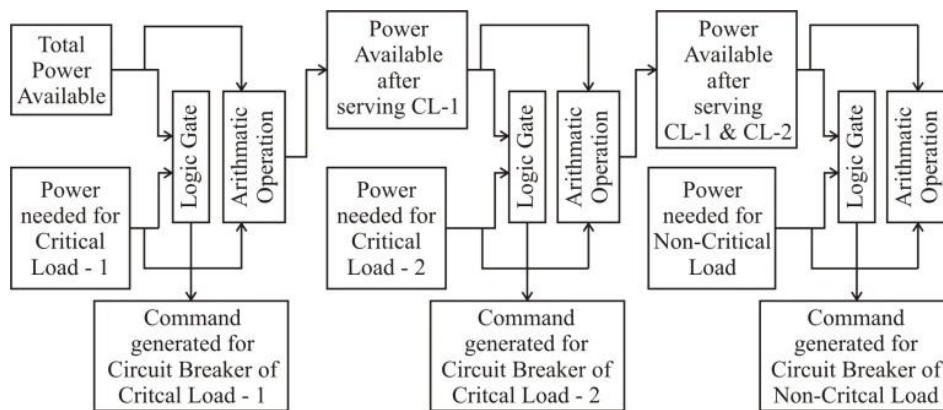 Total
Power
Available
Logic Gate
Arithmatic
Operation
Power
needed for
Critical
Load - 1
Command
generated for
Circuit Breaker of
Critcal Load - 1
Power
Available
after
serving CL-1
Logic Gate
Arithmatic
Operation
Power
needed for
Critical
Load - 2
Command
generated for
Circuit Breaker of
Critcal Load - 2
Power
Available
after
serving
CL-1 & CL-2
Logic Gate
Arithmatic
Operation
Power
needed for
Non-Critical
Load
Command
generated for
Circuit Breaker of
Non-Critcal Load